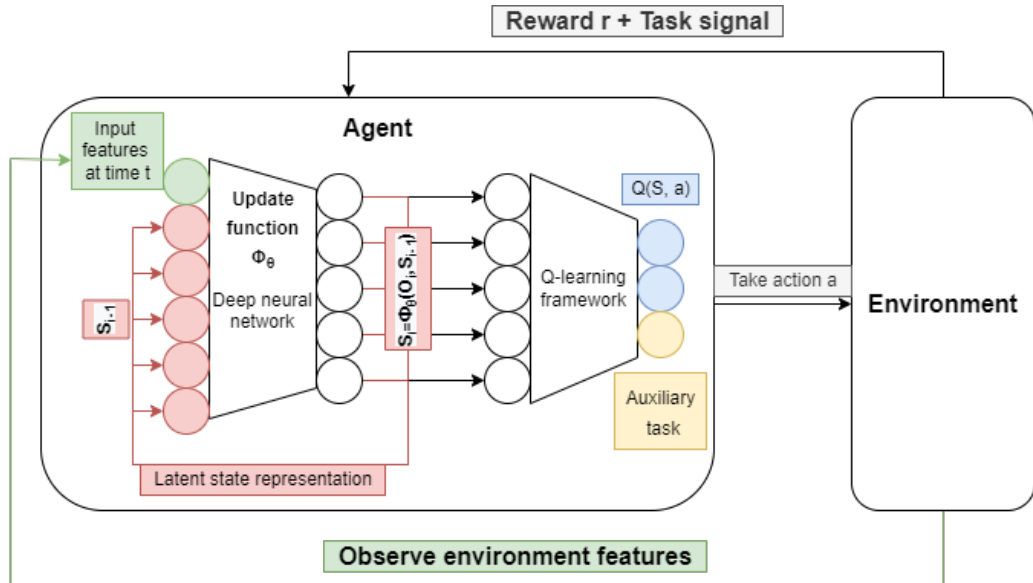 Reward r + Task signal
Agent
Input
features
at time t
Update
function
Φθ
Deep neural
network
S i-1
Si=Φθ(Oi,Si-1)
Q(S, a)
Q-learning
framework
Auxiliary
task
Take action a
Environment
Latent state representation
Observe environment features